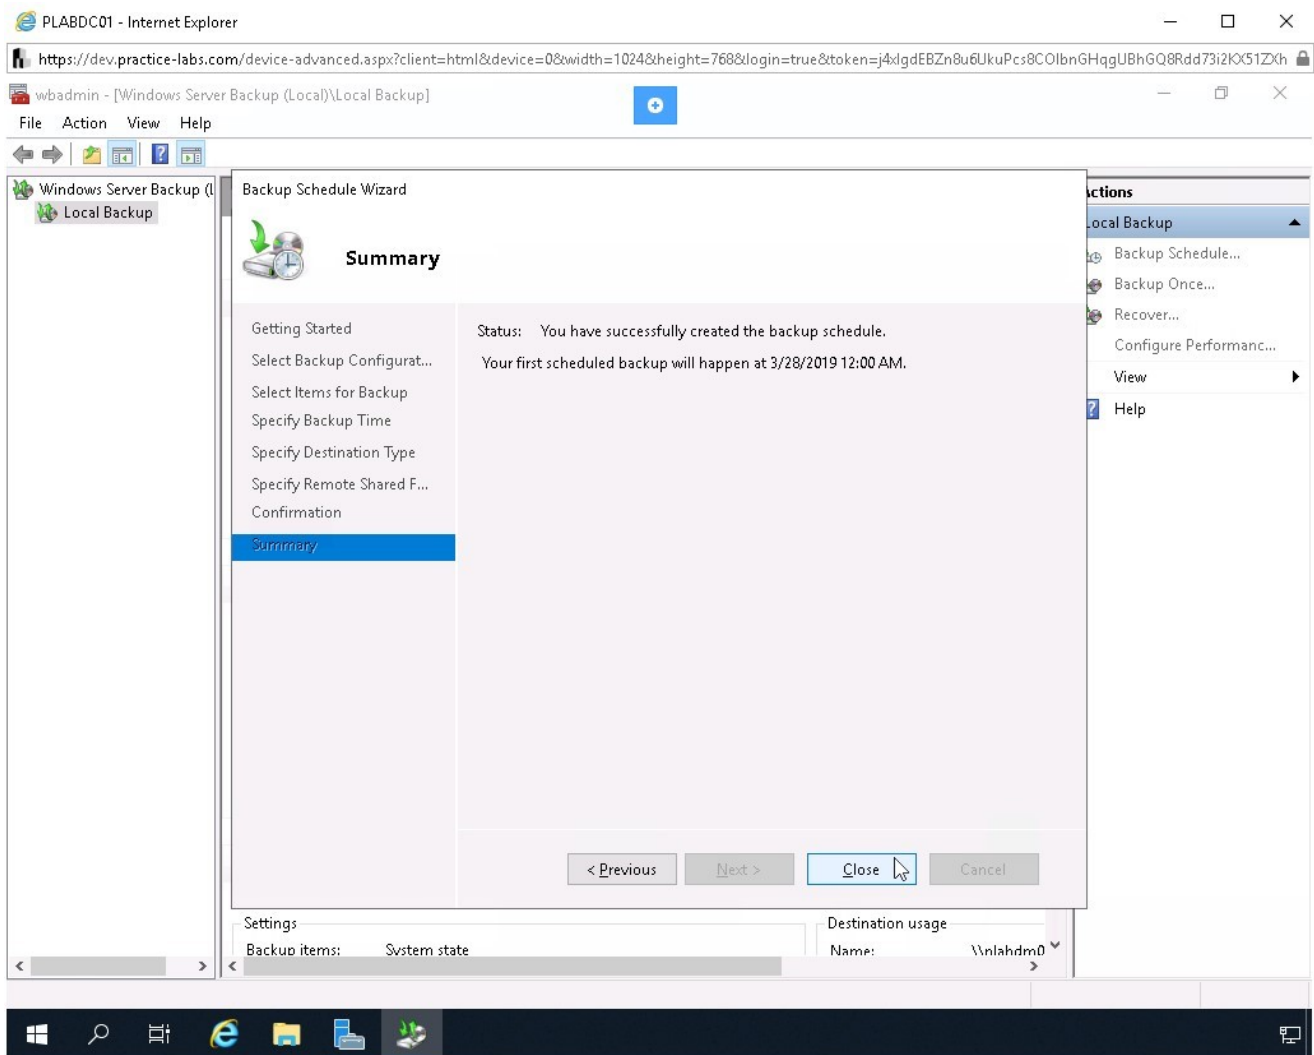 PLABDC01 - Internet Explorer
https://dev.practice-labs.com/device-advanced.aspx?client=html&device=0&width=1024&height=768&login=true&token=j4xlgdEBZn8u6UkuPcs8COlbnGHqgUBhGQ8Rdd73i2KX51ZXh
wbadmin - [Windows Server Backup (Local)\Local Backup]
File Action View Help
Windows Server Backup (L
Local Backup
Backup Schedule Wizard
Summary
Getting Started
Select Backup Configurat...
Select Items for Backup
Specify Backup Time
Specify Destination Type
Specify Remote Shared F...
Confirmation
Summary
Status: You have successfully created the backup schedule.
Your first scheduled backup will happen at 3/28/2019 12:00 AM.
< Previous Next > Close Cancel
Settings
Backup items: System state
Destination usage
Name: \\plabdm0
Actions
Local Backup
Backup Schedule...
Backup Once...
Recover...
Configure Performanc...
View
Help